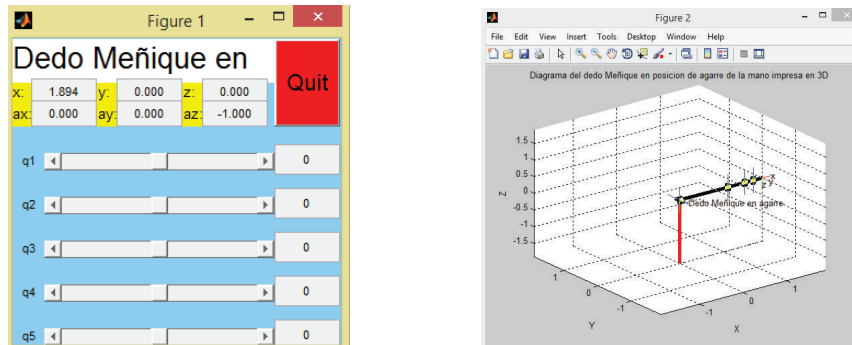 Figure 1
Dedo Meñique en
Quit
x: 1.894 y: 0.000 z: 0.000
ax: 0.000 ay: 0.000 az: -1.000
q1 0
q2 0
q3 0
q4 0
q5 0
Figure 2
File Edit View Insert Tools Desktop Window Help
Diagrama del dedo Meñique en posicion de agarre de la mano impresa en 3D
1.5
1
0.5
0
-0.5
-1
-1.5
Z
x
y
z
Dedo Meñique en agarre
1
0
-1
Y
-1
0
1
X